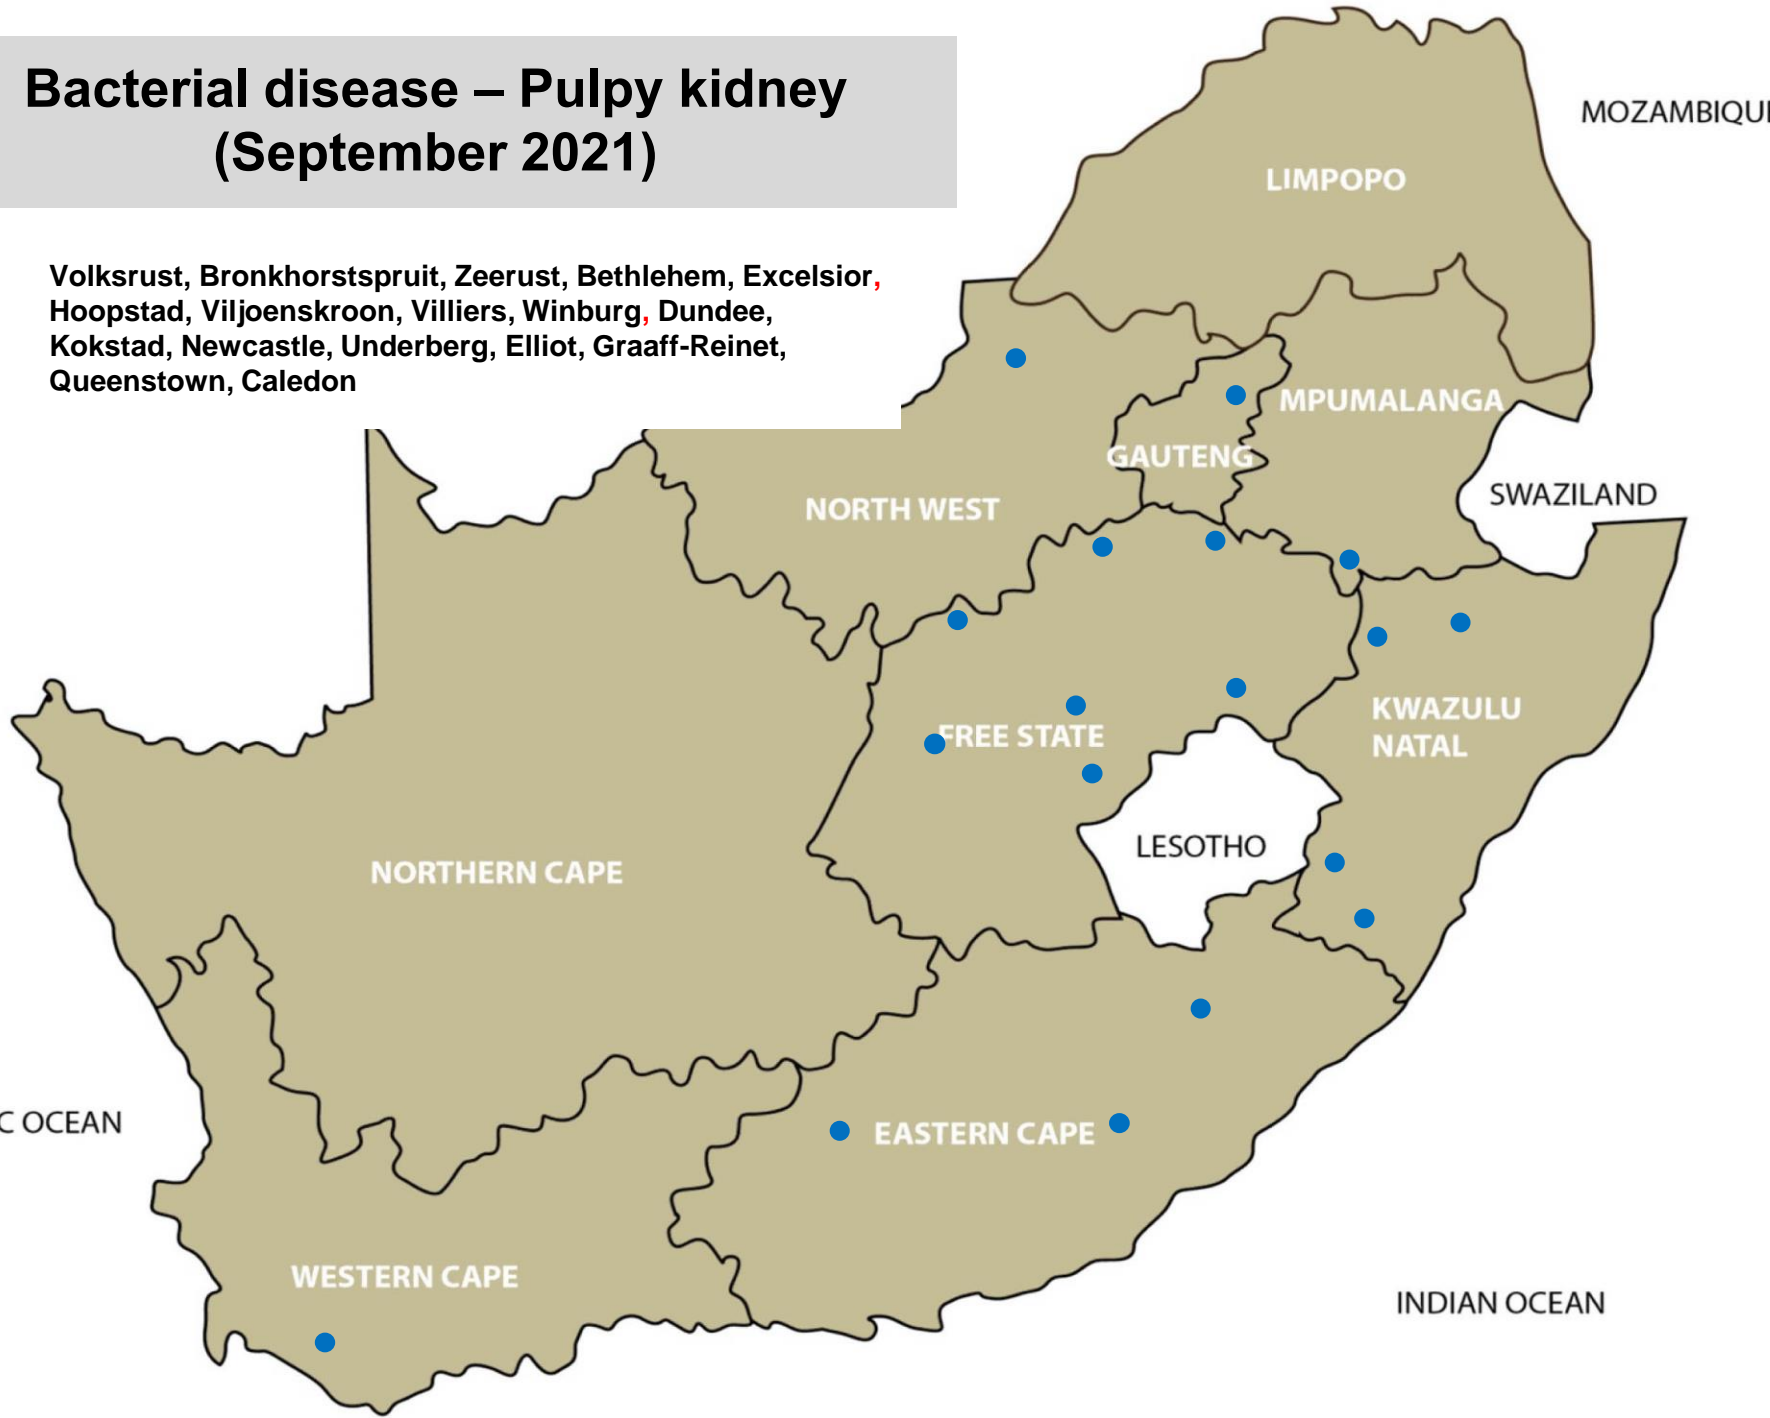 Bacterial disease – Pulpy kidney
(September 2021)
Volksrust, Bronkhorstspruit, Zeerust, Bethlehem, Excelsior,
Hoopstad, Viljoenskroon, Villiers, Winburg, Dundee,
Kokstad, Newcastle, Underberg, Elliot, Graaff-Reinet,
Queenstown, Caledon
MOZAMBIQUE
LIMPOPO
MPUMALANGA
GAUTENG
SWAZILAND
NORTH WEST
KWAZULU
NATAL
FREE STATE
LESOTHO
NORTHERN CAPE
C OCEAN
EASTERN CAPE
WESTERN CAPE
INDIAN OCEAN